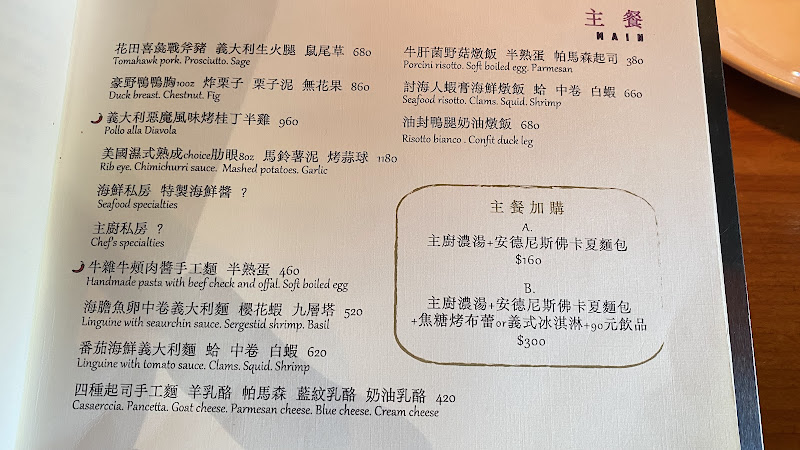 主餐
MAIN
花田喜彘戰斧豬 義大利生火腿 鼠尾草 680
Tomahawk pork. Prosciutto. Sage
豪野鴨鴨胸10oz 炸栗子 栗子泥 無花果 860
Duck breast. Chestnut. Fig
義大利惡魔風味烤桂丁半雞 960
Pollo alla Diavola
美國濕式熟成choice肋眼8oz 馬鈴薯泥 烤蒜球 1180
Rib eye. Chimichurri sauce. Mashed potatoes. Garlic
海鮮私房 特製海鮮醬 ?
Seafood specialties
主廚私房 ?
Chef's specialties
牛雜牛頰肉醬手工麵 半熟蛋 460
Handmade pasta with beef check and offal. Soft boiled egg
海膽魚卵中卷義大利麵 櫻花蝦 九層塔 520
Linguine with seaurchin sauce. Sergestid shrimp. Basil
番茄海鮮義大利麵 蛤 中卷 白蝦 620
Linguine with tomato sauce. Clams. Squid. Shrimp
四種起司手工麵 羊乳酪 帕馬森 藍紋乳酪 奶油乳酪 420
Casaerccia. Pancetta. Goat cheese. Parmesan cheese. Blue cheese. Cream cheese
牛肝菌野菇燉飯 半熟蛋 帕馬森起司 380
Porcini risotto. Soft boiled egg. Parmesan
討海人蝦膏海鮮燉飯 蛤 中卷 白蝦 660
Seafood risotto. Clams. Squid. Shrimp
油封鴨腿奶油燉飯 680
Risotto bianco . Confit duck leg
主餐加購
A.
主廚濃湯+安德尼斯佛卡夏麵包
$160
B.
主廚濃湯+安德尼斯佛卡夏麵包
+焦糖烤布蕾or義式冰淇淋+90元飲品
$300